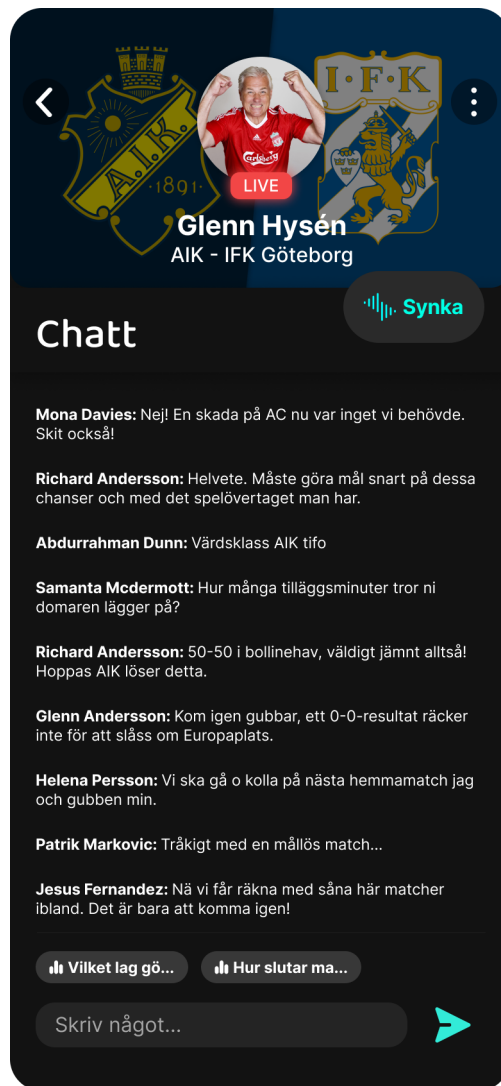 I·F·K
A.I.K.
·1891·
Carlsberg
LIVE
Glenn Hysén
AIK - IFK Göteborg
Synka
Chatt
Mona Davies: Nej! En skada på AC nu var inget vi behövde.
Skit också!
Richard Andersson: Helvete. Måste göra mål snart på dessa
chanser och med det spelövertaget man har.
Abdurrahman Dunn: Värdsklass AIK tifo
Samanta Mcdermott: Hur många tilläggsminuter tror ni
domaren lägger på?
Richard Andersson: 50-50 i bollinehav, väldigt jämnt alltså!
Hoppas AIK löser detta.
Glenn Andersson: Kom igen gubbar, ett 0-0-resultat räcker
inte för att slåss om Europaplats.
Helena Persson: Vi ska gå o kolla på nästa hemmamatch jag
och gubben min.
Patrik Markovic: Tråkigt med en mållös match...
Jesus Fernandez: Nä vi får räkna med såna här matcher
ibland. Det är bara att komma igen!
Vilket lag gö...
Hur slutar ma...
Skriv något...